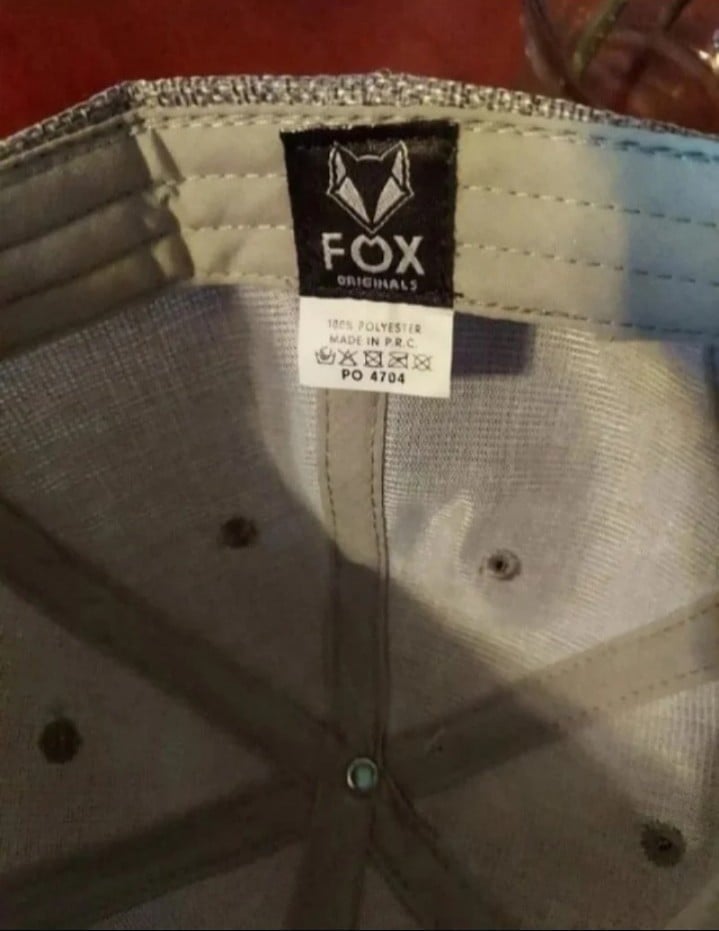 FOX
ORIGINALS
100% POLYESTER
MADE IN P.R.C.
PO 4704